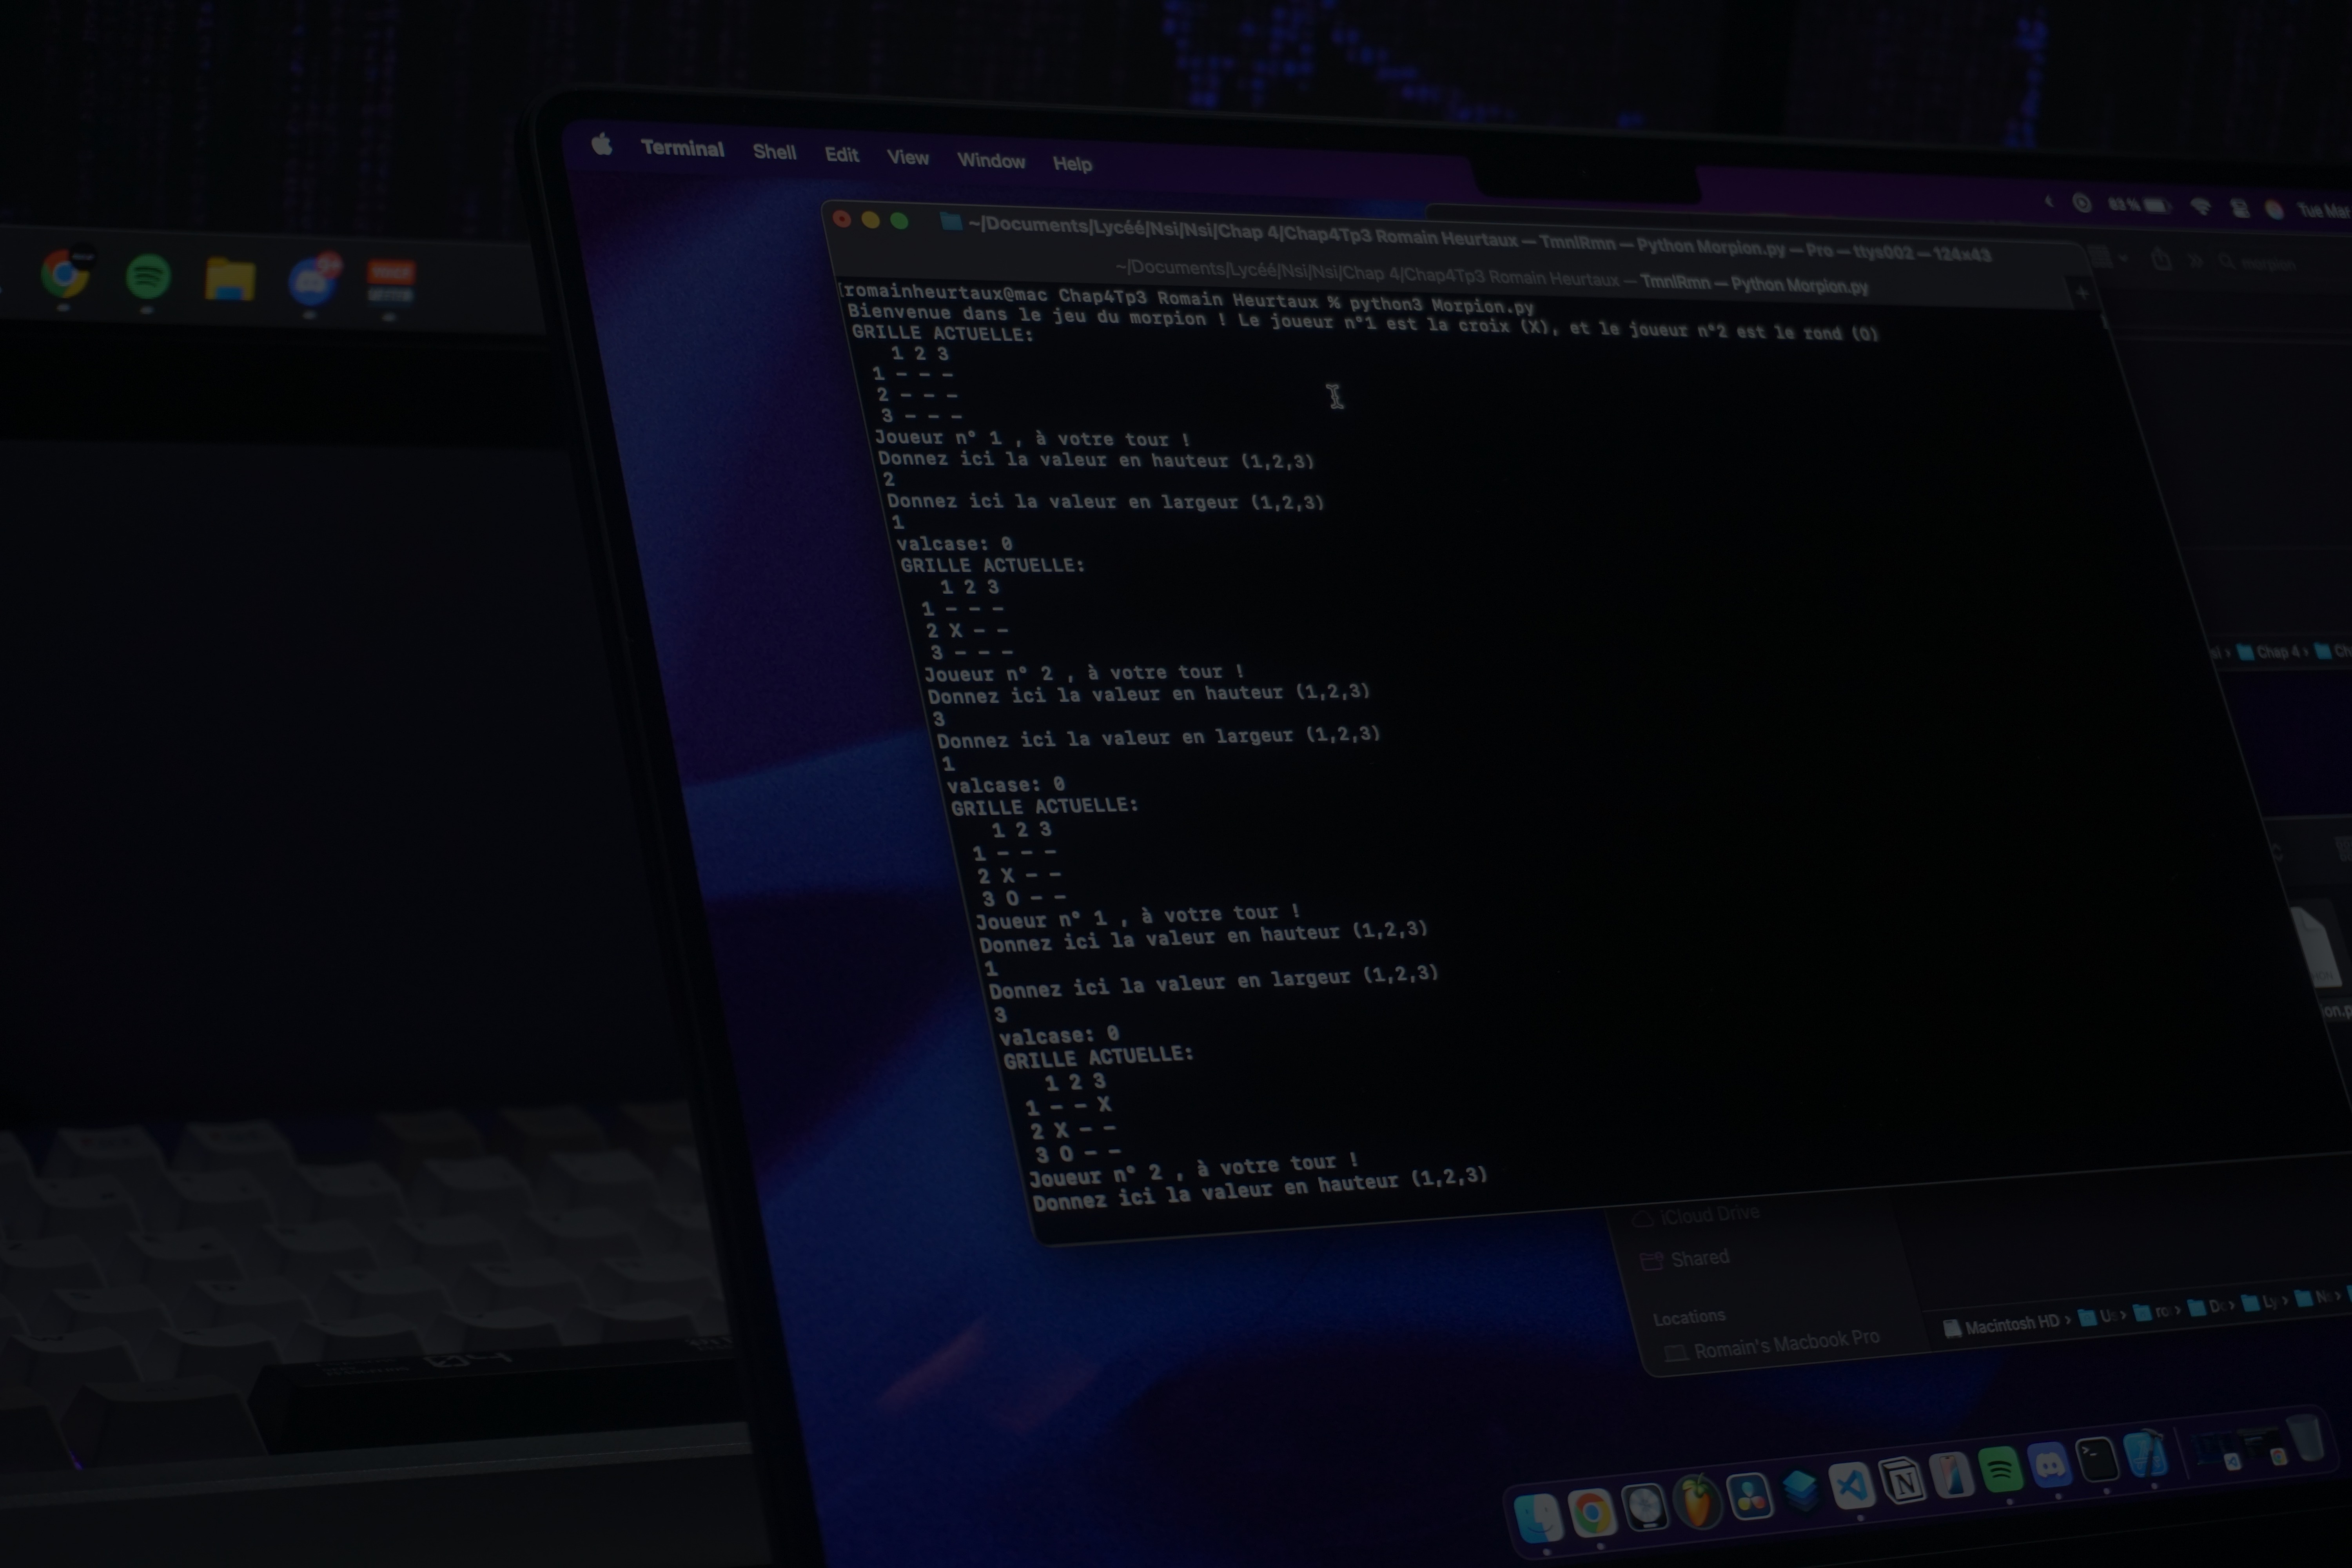 Terminal Shell Edit View Window Help
83 % Tue Mar
~/Documents/Lycéé/Nsi/Nsi/Chap 4/Chap4Tp3 Romain Heurtaux — TmnlRmn — Python Morpion.py — Pro — ttys002 — 124×43
morpion
~/Documents/Lycéé/Nsi/Nsi/Chap 4/Chap4Tp3 Romain Heurtaux — TmnlRmn — Python Morpion.py
[romainheurtaux@mac Chap4Tp3 Romain Heurtaux % python3 Morpion.py
Bienvenue dans le jeu du morpion ! Le joueur n°1 est la croix (X), et le joueur n°2 est le rond (O)
GRILLE ACTUELLE:
1 2 3
1 - - -
2 - - -
3 - - -
Joueur n° 1 , à votre tour !
Donnez ici la valeur en hauteur (1,2,3)
2
Donnez ici la valeur en largeur (1,2,3)
1
valcase: 0
GRILLE ACTUELLE:
1 2 3
1 - - -
2 X - -
3 - - -
Joueur n° 2 , à votre tour !
Donnez ici la valeur en hauteur (1,2,3)
3
Donnez ici la valeur en largeur (1,2,3)
1
valcase: 0
GRILLE ACTUELLE:
1 2 3
1 - - -
2 X - -
3 O - -
Joueur n° 1 , à votre tour !
Donnez ici la valeur en hauteur (1,2,3)
1
Donnez ici la valeur en largeur (1,2,3)
3
valcase: 0
GRILLE ACTUELLE:
1 2 3
1 - - X
2 X - -
3 O - -
Joueur n° 2 , à votre tour !
Donnez ici la valeur en hauteur (1,2,3)
Chap 4 › Ch
iCloud Drive
Shared
Locations
Romain's Macbook Pro
Macintosh HD › U › ro › Do › Ly › N ›